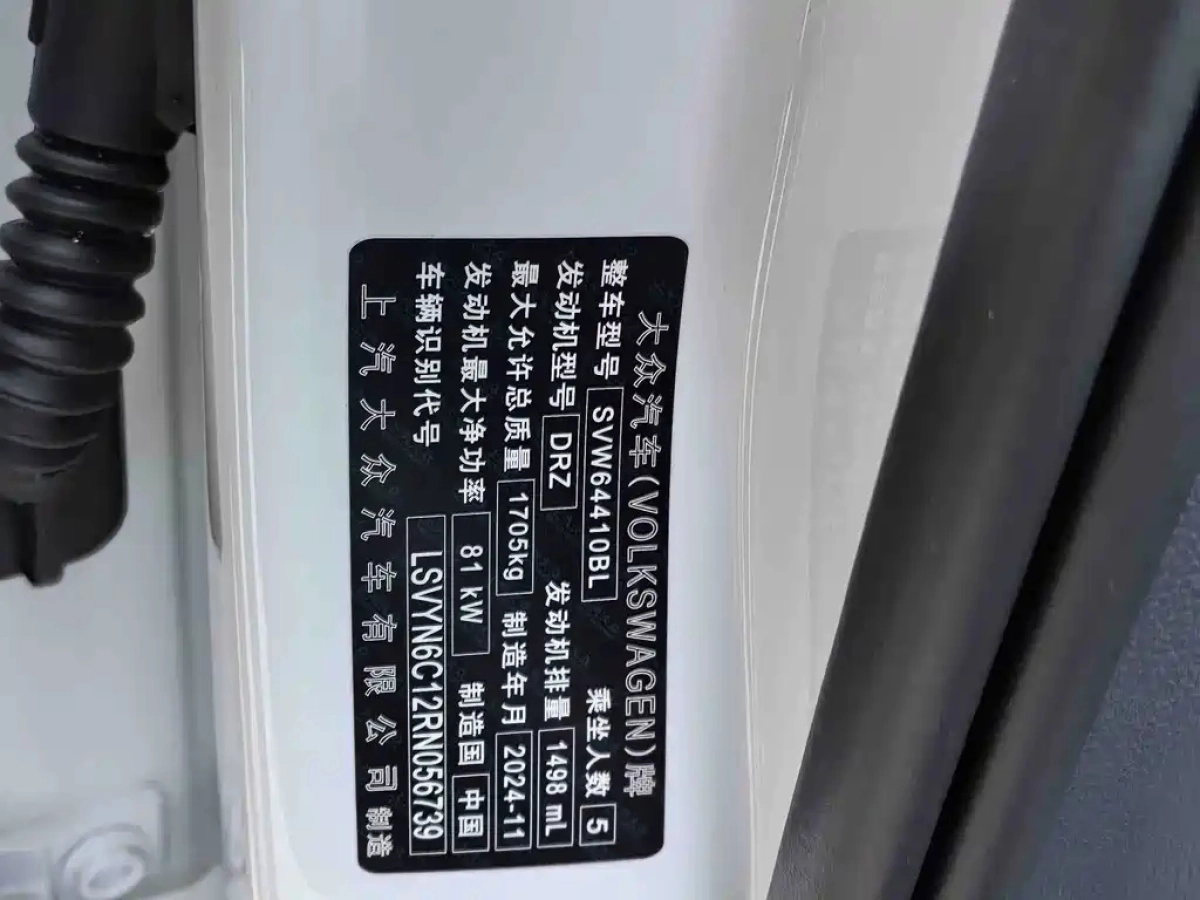 大众汽车(VOLKSWAGEN)牌
整车型号 SVW64410BL 乘坐人数 5
发动机型号 DRZ 发动机排量 1498 mL
最大允许总质量 1705kg 制造年月 2024-11
发动机最大净功率 81 kW 制造国 中国
车辆识别代号 LSVYN6C12RN056739
上汽大众汽车有限公司制造